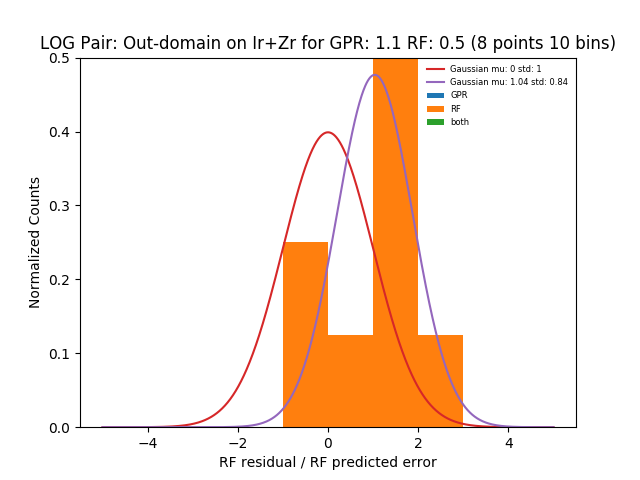 LOG Pair: Out-domain on Ir+Zr for GPR: 1.1 RF: 0.5 (8 points 10 bins)
Gaussian mu: 0 std: 1
Gaussian mu: 1.04 std: 0.84
GPR
RF
both
Normalized Counts
0.5
0.4
0.3
0.2
0.1
0.0
−4
−2
0
2
4
RF residual / RF predicted error